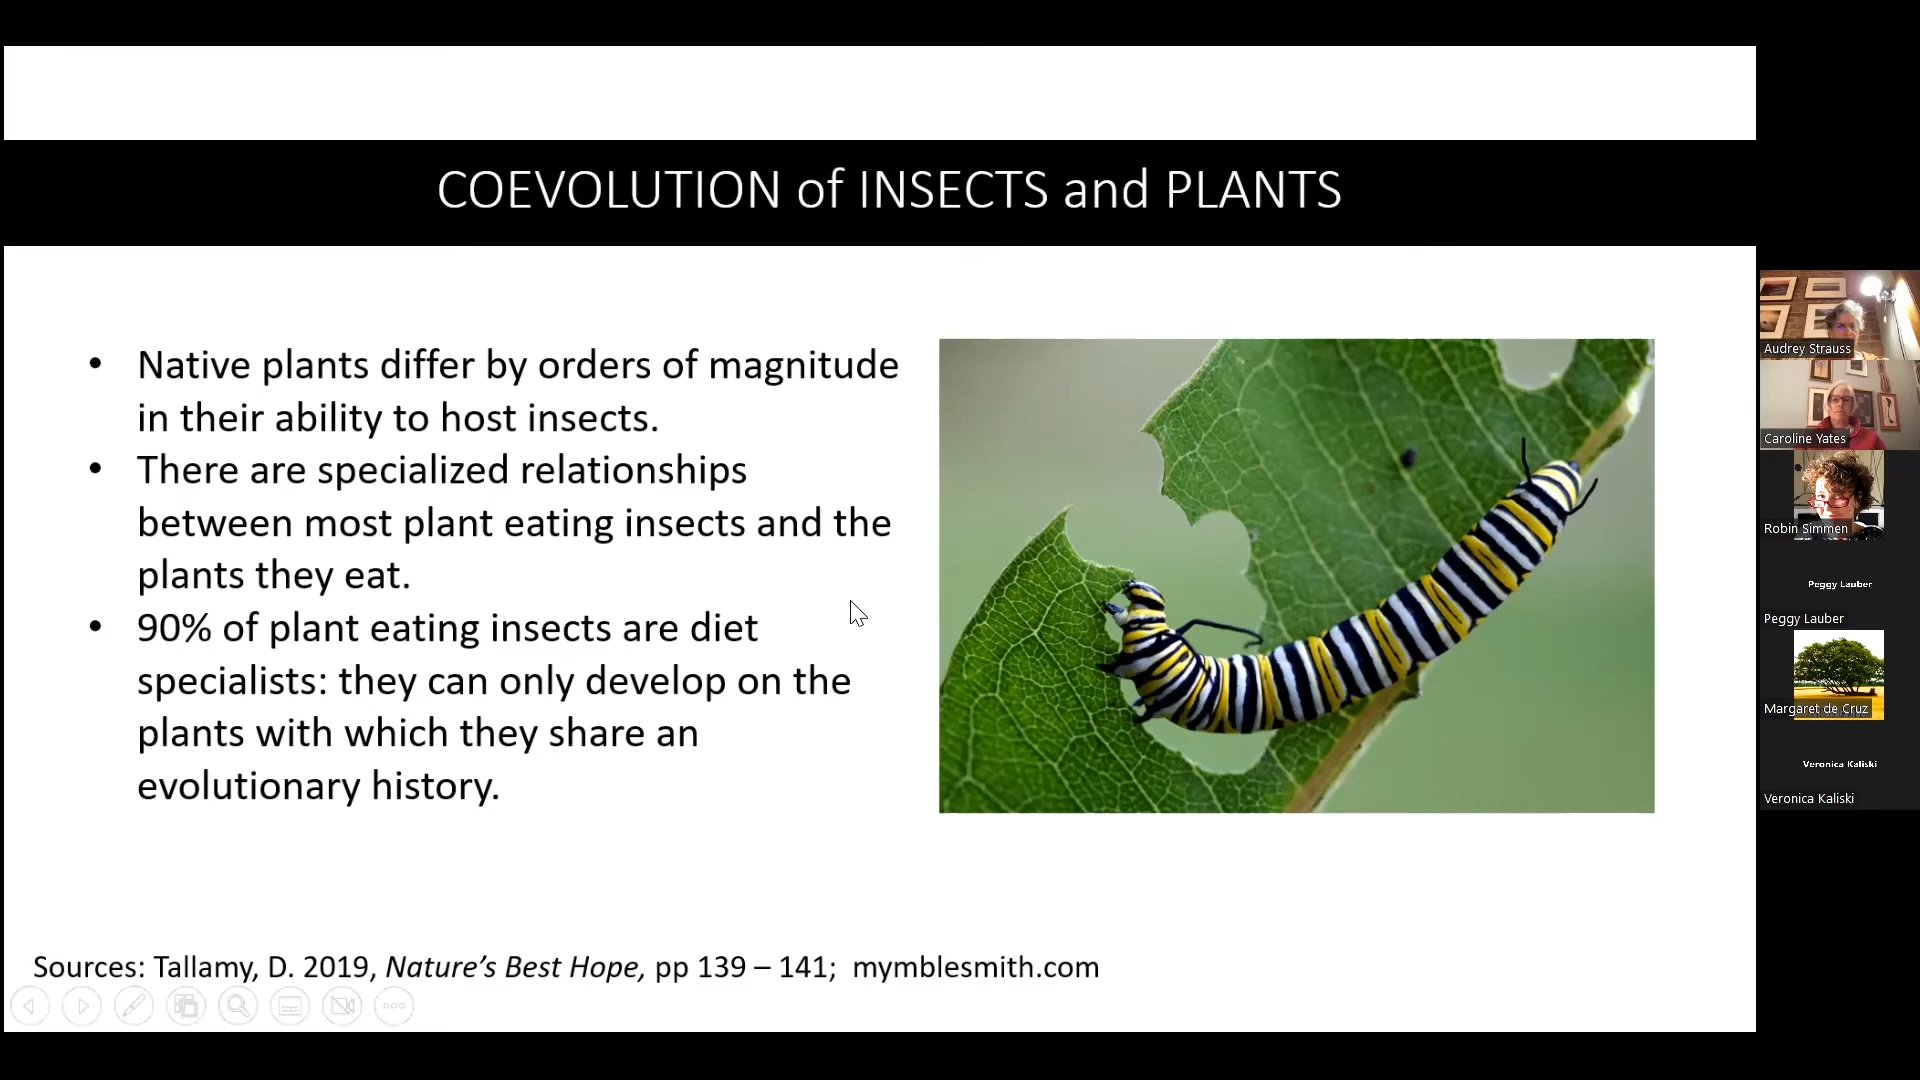 COEVOLUTION of INSECTS and PLANTS
• Native plants differ by orders of magnitude
in their ability to host insects.
• There are specialized relationships
between most plant eating insects and the
plants they eat.
• 90% of plant eating insects are diet
specialists: they can only develop on the
plants with which they share an
evolutionary history.
Sources: Tallamy, D. 2019, Nature’s Best Hope, pp 139 – 141; mymblesmith.com
Audrey Strauss
Caroline Yates
Robin Simmen
Peggy Lauber
Peggy Lauber
Margaret de Cruz
Veronica Kaliski
Veronica Kaliski